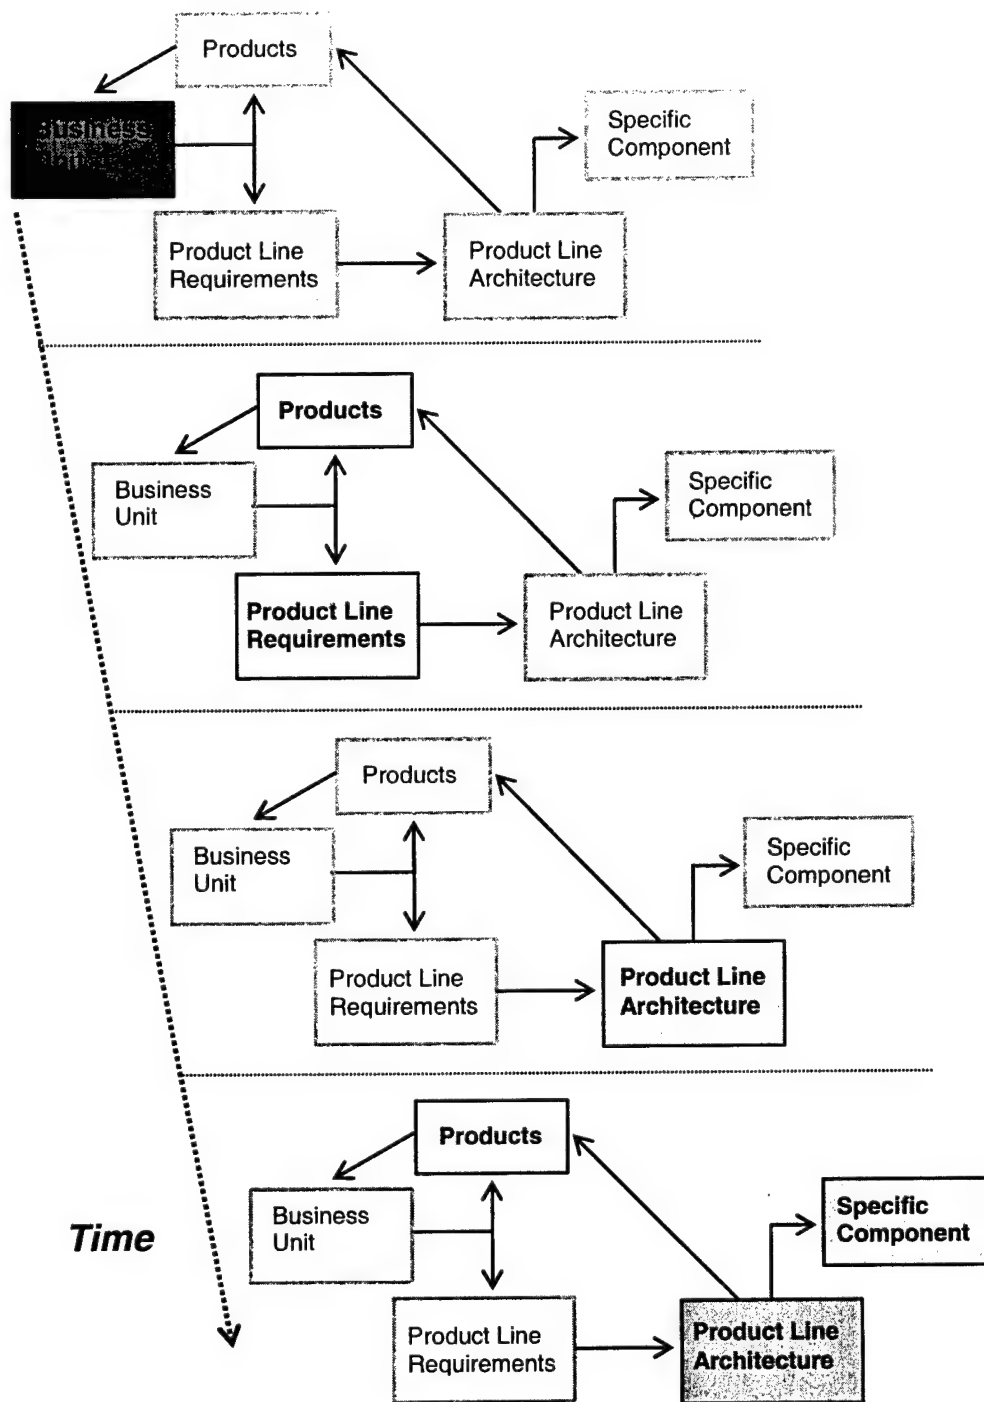 Products
Business
Specific
Component
Product Line
Requirements
Product Line
Architecture
Products
Business
Unit
Specific
Component
Product Line
Requirements
Product Line
Architecture
Products
Business
Unit
Specific
Component
Product Line
Requirements
Product Line
Architecture
Products
Business
Unit
Specific
Component
Time
Product Line
Requirements
Product Line
Architecture